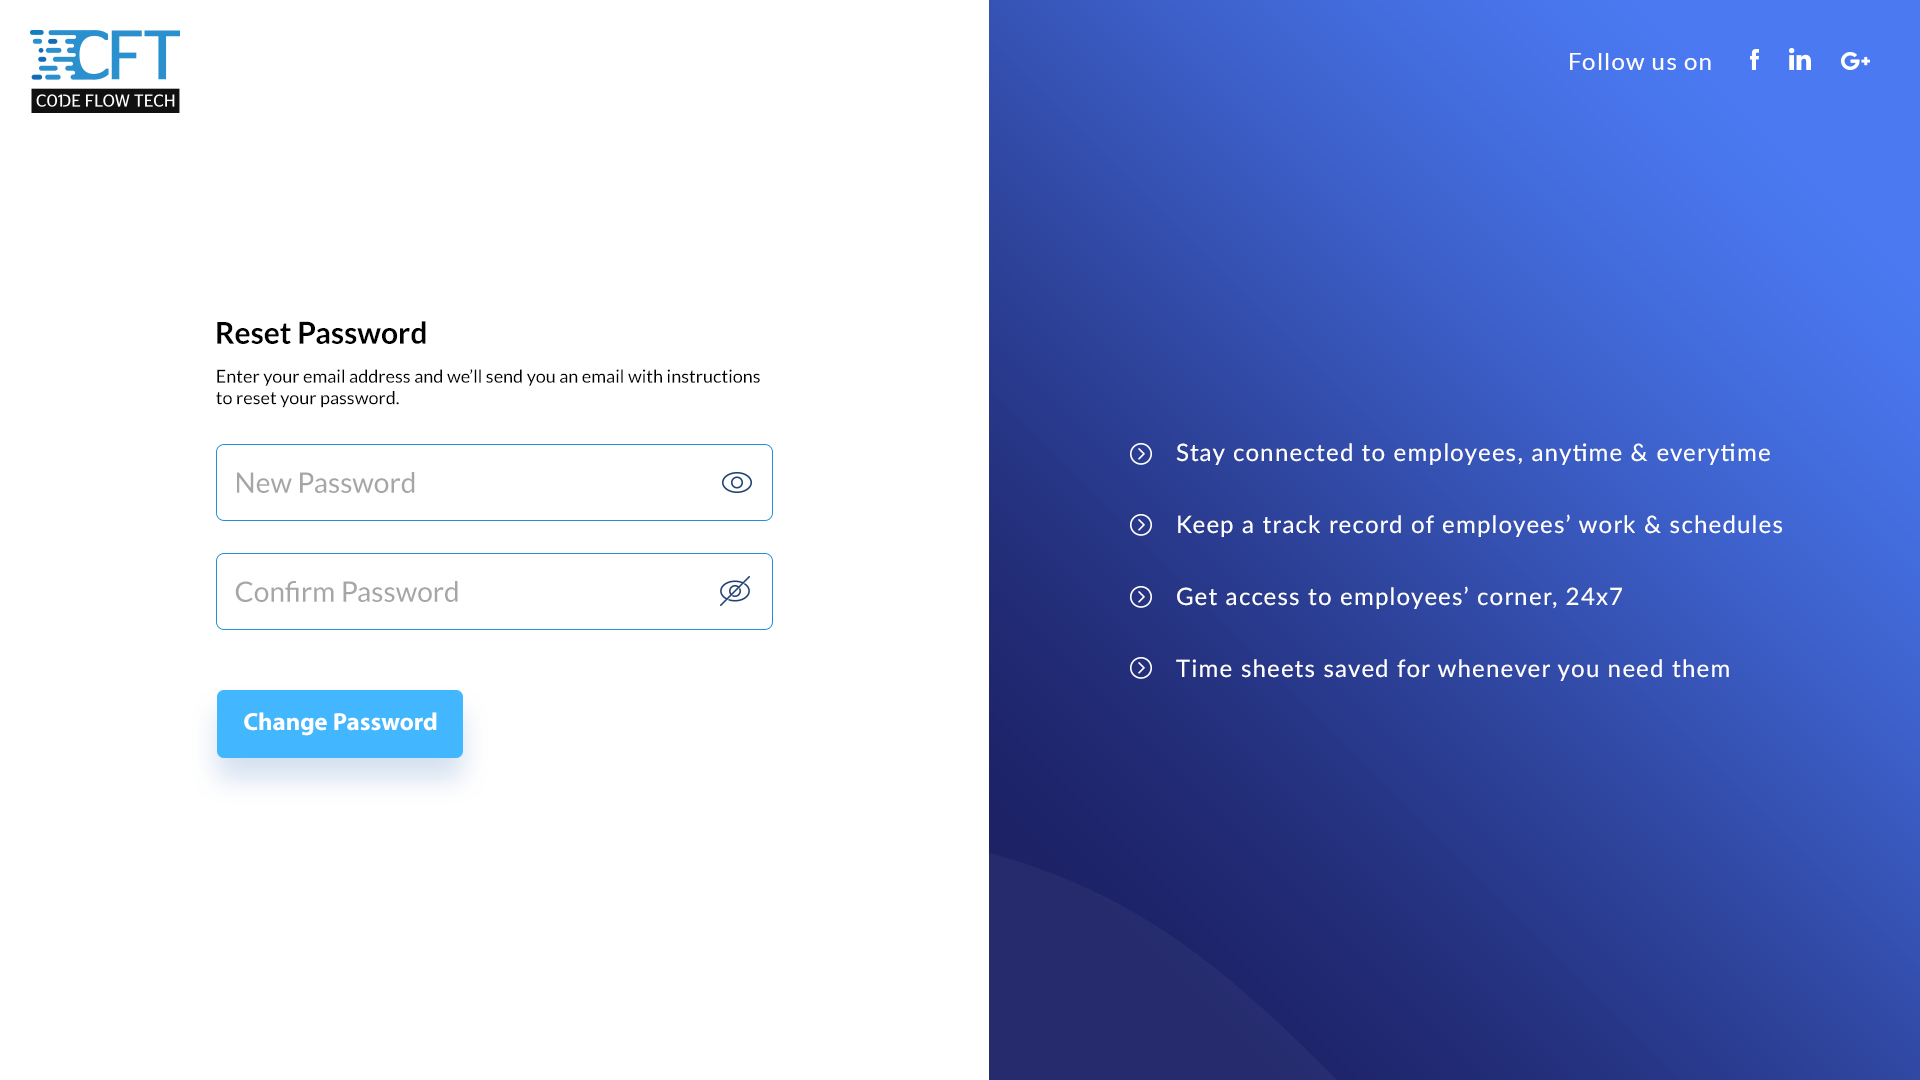 CFT
CODE FLOW TECH
Follow us on f in G+
Reset Password
Enter your email address and we’ll send you an email with instructions
to reset your password.
New Password
Confirm Password
Change Password
Stay connected to employees, anytime & everytime
Keep a track record of employees’ work & schedules
Get access to employees’ corner, 24x7
Time sheets saved for whenever you need them